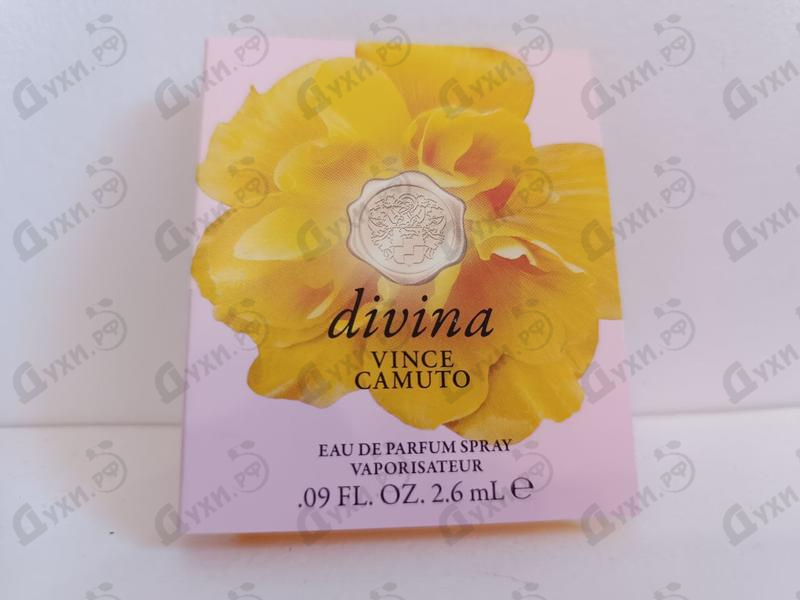 divina
VINCE
CAMUTO
EAU DE PARFUM SPRAY
VAPORISATEUR
.09 FL. OZ. 2.6 mL ℮
Духи.рф